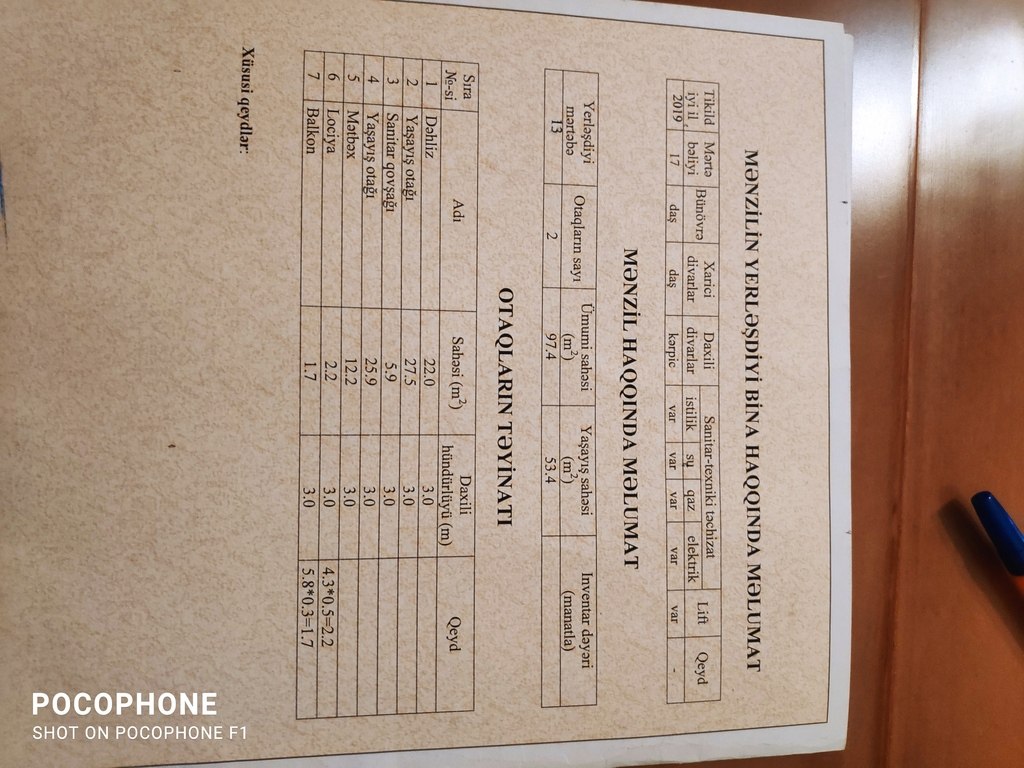 MƏNZİLİN YERLƏŞDİYİ BİNA HAQQINDA MƏLUMAT
Tikild iyi il Mərtə bəliyi Bünövrə Xarici divarlar Daxili divarlar Sanitar-texniki təchizat Lift Qeyd
istilik su qaz elektrik
2019 17 daş daş kərpic var var var var var -
MƏNZİL HAQQINDA MƏLUMAT
Yerləşdiyi mərtəbə Otaqların sayı Ümumi sahəsi (m²) Yaşayış sahəsi (m²) Inventar dəyəri (manatla)
13 2 97.4 53.4
OTAQLARIN TƏYİNATI
Sıra №-si Adı Sahəsi (m²) Daxili hündürlüyü (m) Qeyd
1 Dəhliz 22.0 3.0
2 Yaşayış otağı 27.5 3.0
3 Sanitar qovşağı 5.9 3.0
4 Yaşayış otağı 25.9 3.0
5 Mətbəx 12.2 3.0
6 Lociya 2.2 3.0 4.3*0.5=2.2
7 Balkon 1.7 3.0 5.8*0.3=1.7
Xüsusi qeydlər:
POCOPHONE
SHOT ON POCOPHONE F1